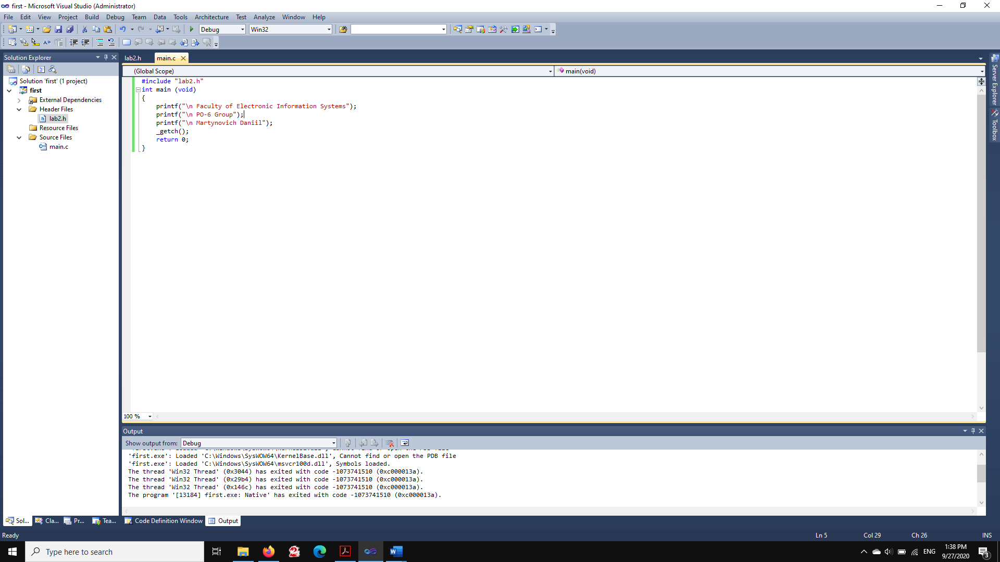 first - Microsoft Visual Studio (Administrator)
File Edit View Project Build Debug Team Data Tools Architecture Test Analyze Window Help
Debug Win32
Solution Explorer
lab2.h main.c
(Global Scope) main(void)
Solution 'first' (1 project)
first
External Dependencies
Header Files
lab2.h
Resource Files
Source Files
main.c
#include "lab2.h"
int main (void)
{
printf("\n Faculty of Electronic Information Systems");
printf("\n PO-6 Group");
printf("\n Martynovich Daniil");
_getch();
return 0;
}
Server Explorer
Toolbox
100 %
Output
Show output from: Debug
'first.exe': Loaded 'C:\Windows\SysWOW64\KernelBase.dll', Cannot find or open the PDB file
'first.exe': Loaded 'C:\Windows\SysWOW64\msvcr100d.dll', Symbols loaded.
The thread 'Win32 Thread' (0x3044) has exited with code -1073741510 (0xc000013a).
The thread 'Win32 Thread' (0x29b4) has exited with code -1073741510 (0xc000013a).
The thread 'Win32 Thread' (0x146c) has exited with code -1073741510 (0xc000013a).
The program '[13184] first.exe: Native' has exited with code -1073741510 (0xc000013a).
Sol... Cla... Pr... Tea... Code Definition Window Output
Ready Ln 5 Col 29 Ch 26 INS
Type here to search
ENG
1:38 PM
9/27/2020
3